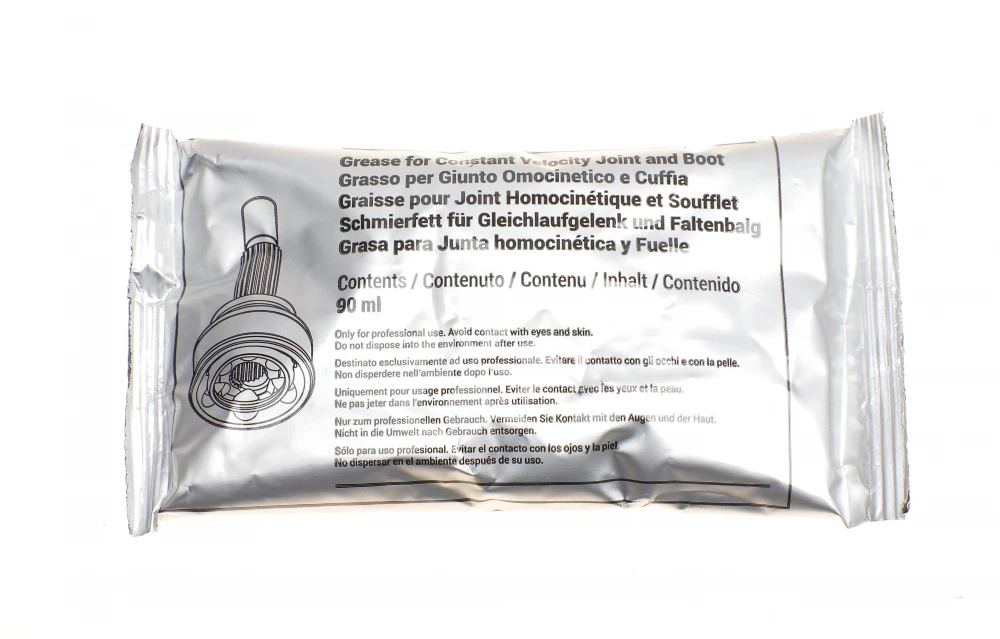 Grease for Constant Velocity Joint and Boot
Grasso per Giunto Omocinetico e Cuffia
Graisse pour Joint Homocinétique et Soufflet
Schmierfett für Gleichlaufgelenk und Faltenbalg
Grasa para Junta homocinética y Fuelle
Contents / Contenuto / Contenu / Inhalt / Contenido
90 ml
Only for professional use. Avoid contact with eyes and skin.
Do not dispose into the environment after use.
Destinato esclusivamente ad uso professionale. Evitare il contatto con gli occhi e con la pelle.
Non disperdere nell'ambiente dopo l'uso.
Uniquement pour usage professionnel. Eviter le contact avec les yeux et la peau.
Ne pas jeter dans l'environnement après utilisation.
Nur zum professionellen Gebrauch. Vermeiden Sie Kontakt mit den Augen und der Haut.
Nicht in die Umwelt nach Gebrauch entsorgen.
Sólo para uso profesional. Evitar el contacto con los ojos y la piel.
No dispersar en el ambiente después de su uso.